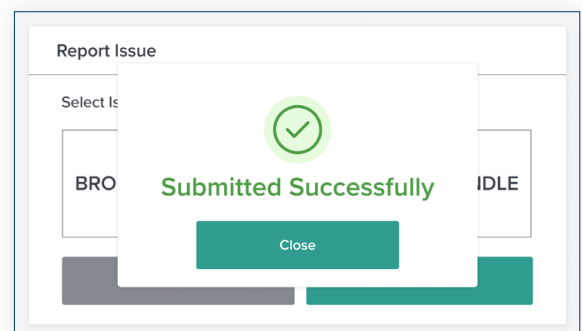 Report Issue
Select Is
BRO
NDLE
Submitted Successfully
Close